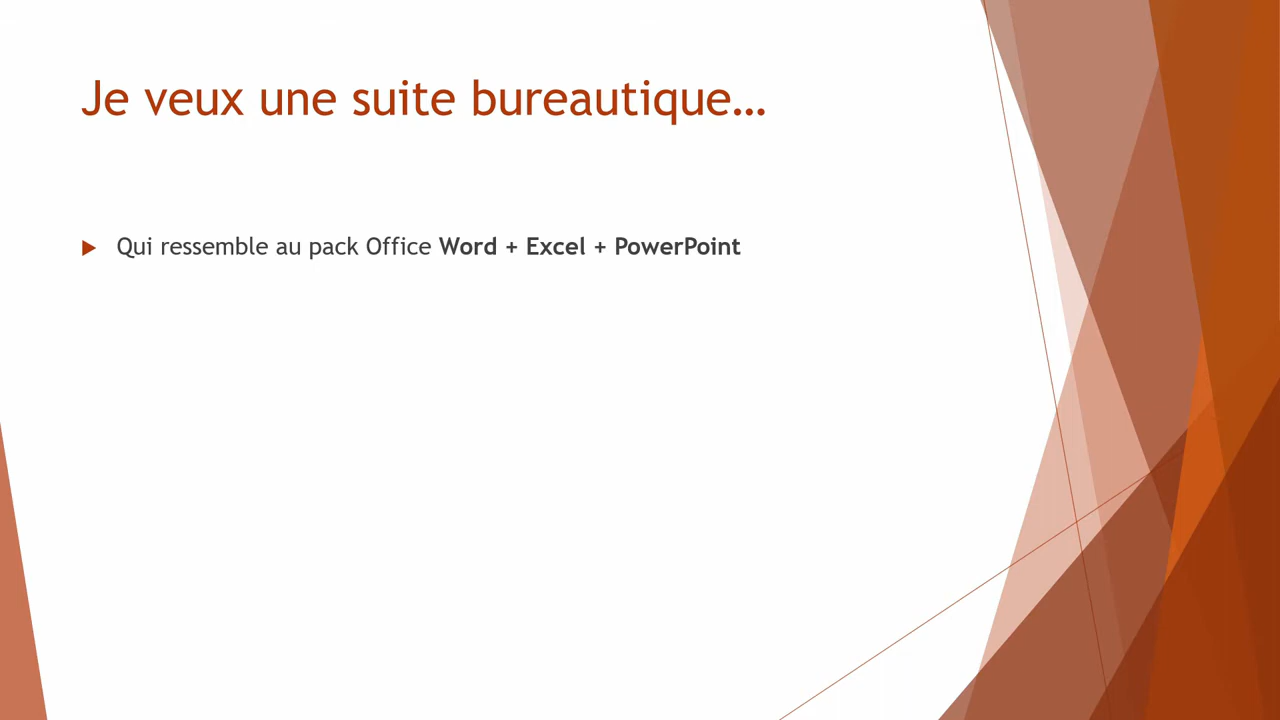 Je veux une suite bureautique…
Qui ressemble au pack Office Word + Excel + PowerPoint